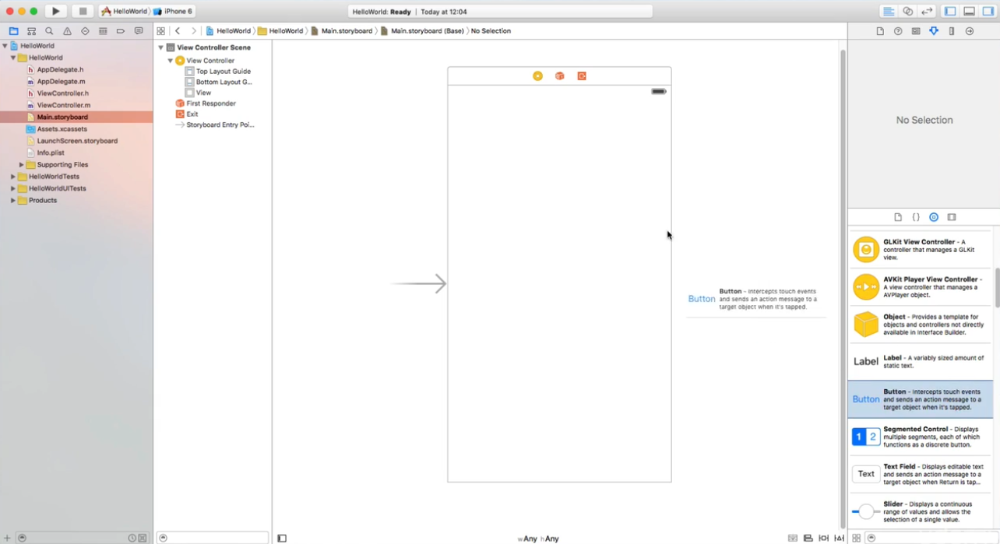 HelloWorld
iPhone 6
HelloWorld: Ready
Today at 12:04
HelloWorld
HelloWorld
Main.storyboard
Main.storyboard (Base)
No Selection
HelloWorld
HelloWorld
AppDelegate.h
AppDelegate.m
ViewController.h
ViewController.m
Main.storyboard
Assets.xcassets
LaunchScreen.storyboard
Info.plist
Supporting Files
HelloWorldTests
HelloWorldUITests
Products
View Controller Scene
View Controller
Top Layout Guide
Bottom Layout G...
View
First Responder
Exit
Storyboard Entry Poi...
Button
Button - Intercepts touch events
and sends an action message to a
target object when it's tapped.
wAny hAny
No Selection
GLKit View Controller - A
controller that manages a GLKit
view.
AVKit Player View Controller -
A view controller that manages a
AVPlayer object.
Object - Provides a template for
objects and controllers not directly
available in Interface Builder.
Label
Label - A variably sized amount of
static text.
Button
Button - Intercepts touch events
and sends an action message to a
target object when it's tapped.
1 2
Segmented Control - Displays
multiple segments, each of which
functions as a discrete button.
Text
Text Field - Displays editable text
and sends an action message to a
target object when Return is tap...
Slider - Displays a continuous
range of values and allows the
selection of a single value.